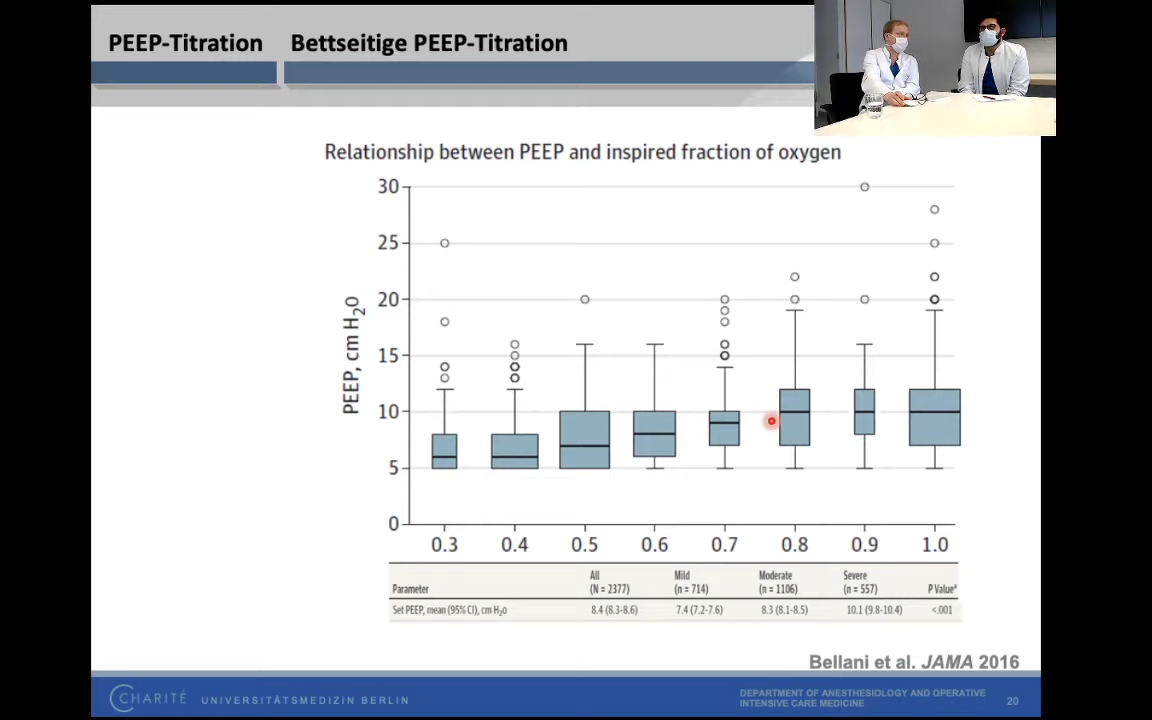 PEEP-Titration Bettseitige PEEP-Titration
Relationship between PEEP and inspired fraction of oxygen
PEEP, cm H2O
30
25
20
15
10
5
0
0.3 0.4 0.5 0.6 0.7 0.8 0.9 1.0
All Mild Moderate Severe
Parameter (N = 2377) (n = 714) (n = 1106) (n = 557) P Valueᵃ
Set PEEP, mean (95% CI), cm H2O 8.4 (8.3-8.6) 7.4 (7.2-7.6) 8.3 (8.1-8.5) 10.1 (9.8-10.4) <.001
Bellani et al. JAMA 2016
CHARITÉ UNIVERSITÄTSMEDIZIN BERLIN
DEPARTMENT OF ANESTHESIOLOGY AND OPERATIVE
INTENSIVE CARE MEDICINE
20